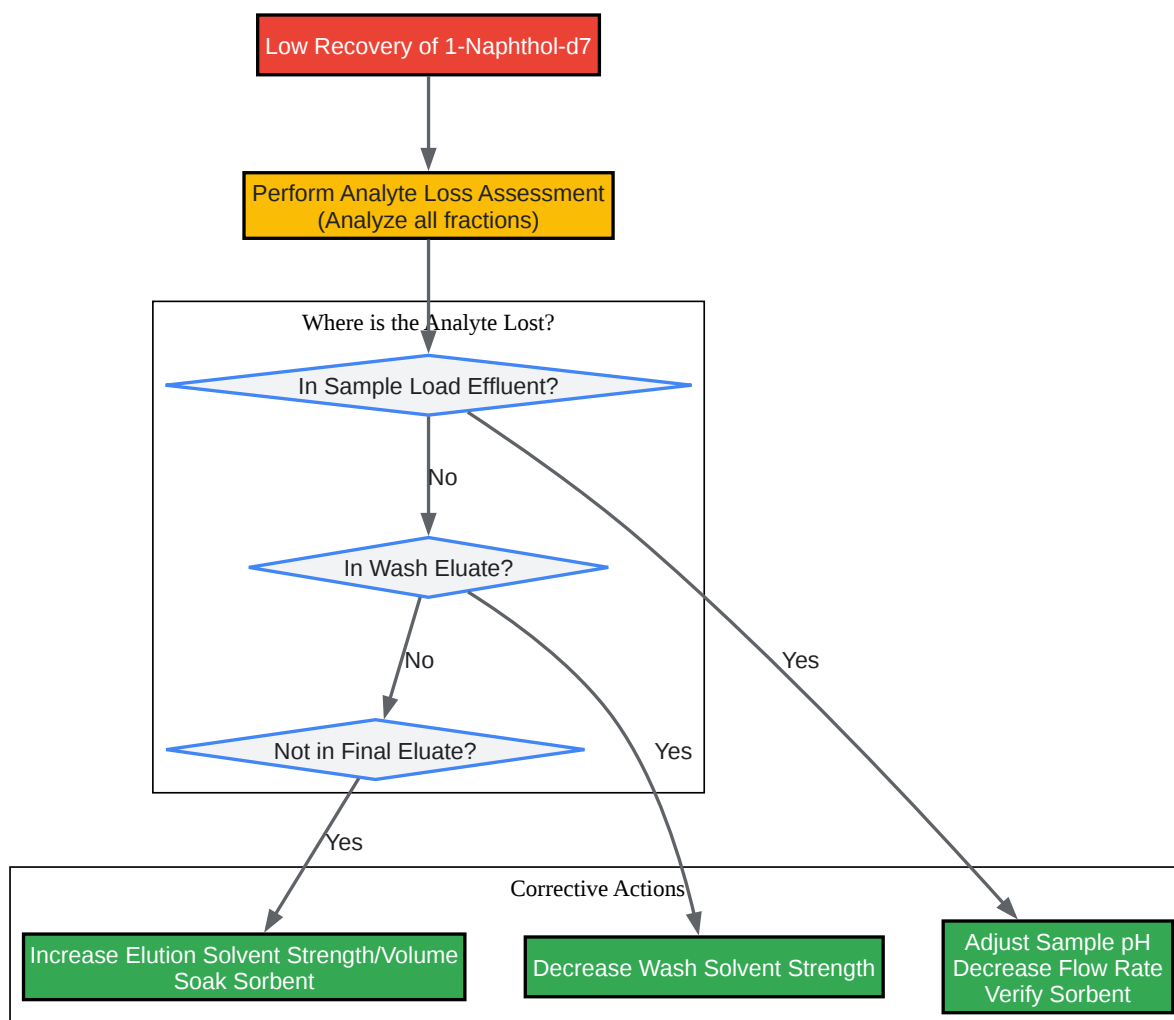 Low Recovery of 1-Naphthol-d7
Perform Analyte Loss Assessment
(Analyze all fractions)
Where is the Analyte Lost?
In Sample Load Effluent?
No
In Wash Eluate?
No
Yes
Not in Final Eluate?
Yes
Yes
Corrective Actions
Increase Elution Solvent Strength/Volume
Soak Sorbent
Decrease Wash Solvent Strength
Adjust Sample pH
Decrease Flow Rate
Verify Sorbent